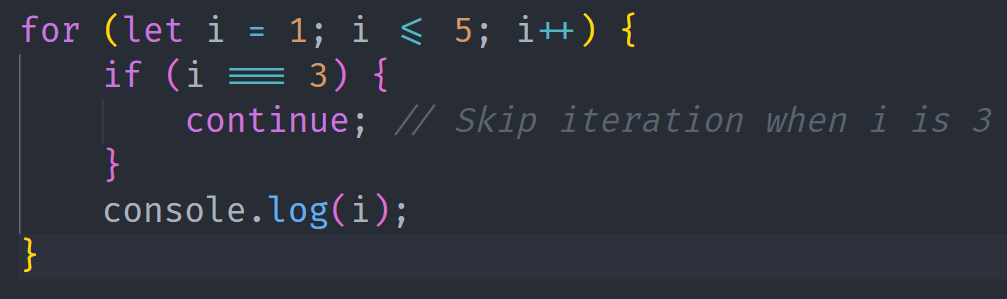 for (let i = 1; i <= 5; i++) {
    if (i === 3) {
        continue; // Skip iteration when i is 3
    }
    console.log(i);
}